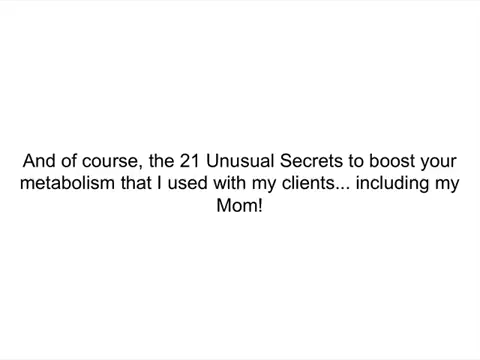 And of course, the 21 Unusual Secrets to boost your
metabolism that I used with my clients... including my
Mom!